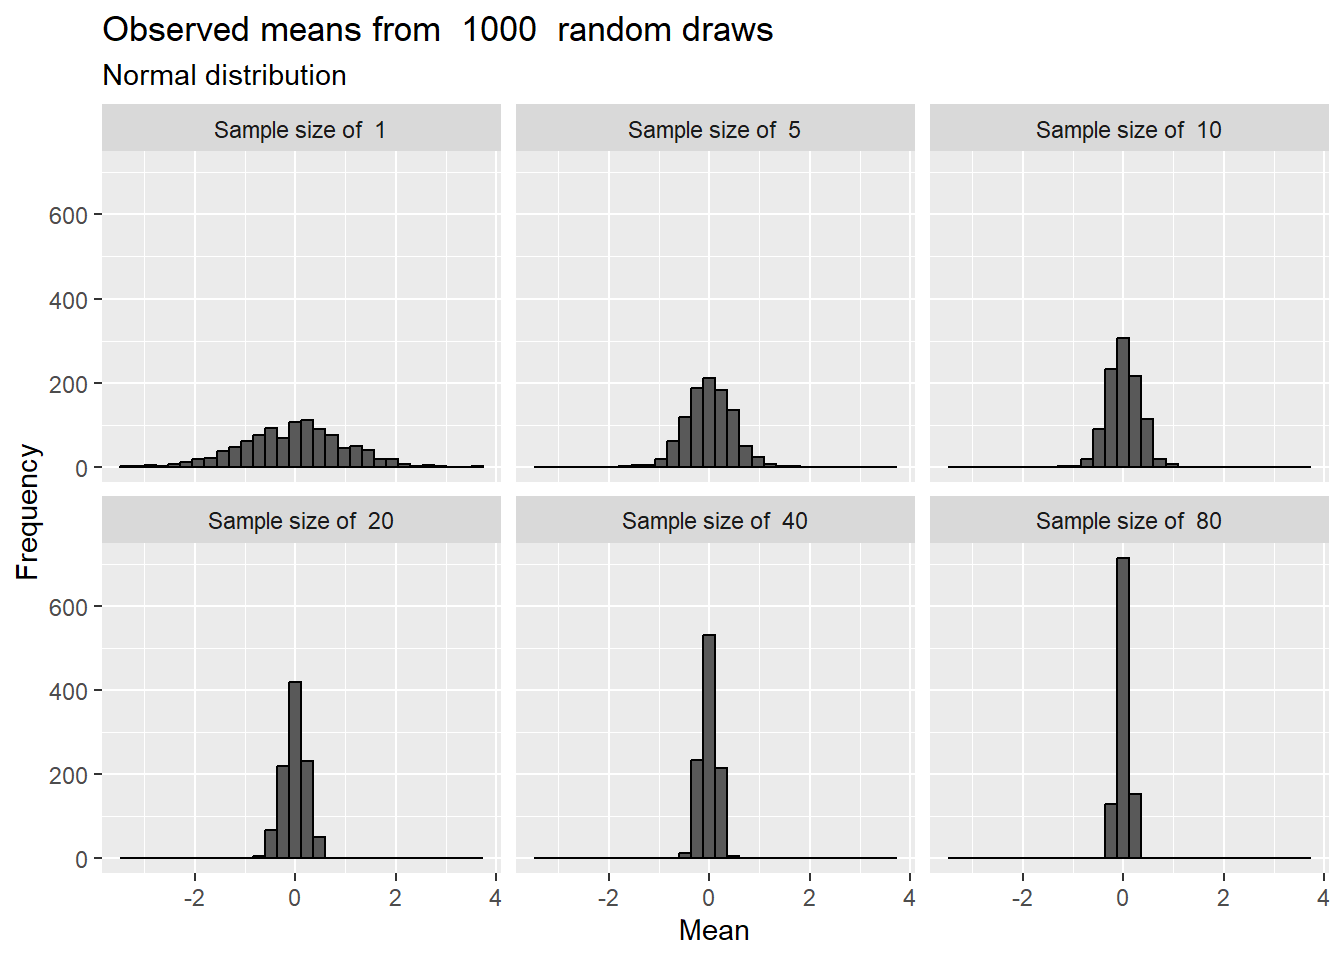 Observed means from  1000  random draws
Normal distribution
Sample size of  1
Sample size of  5
Sample size of  10
600
400
200
0
Sample size of  20
Sample size of  40
Sample size of  80
600
400
200
0
-2 0 2 4
-2 0 2 4
-2 0 2 4
Mean
Frequency